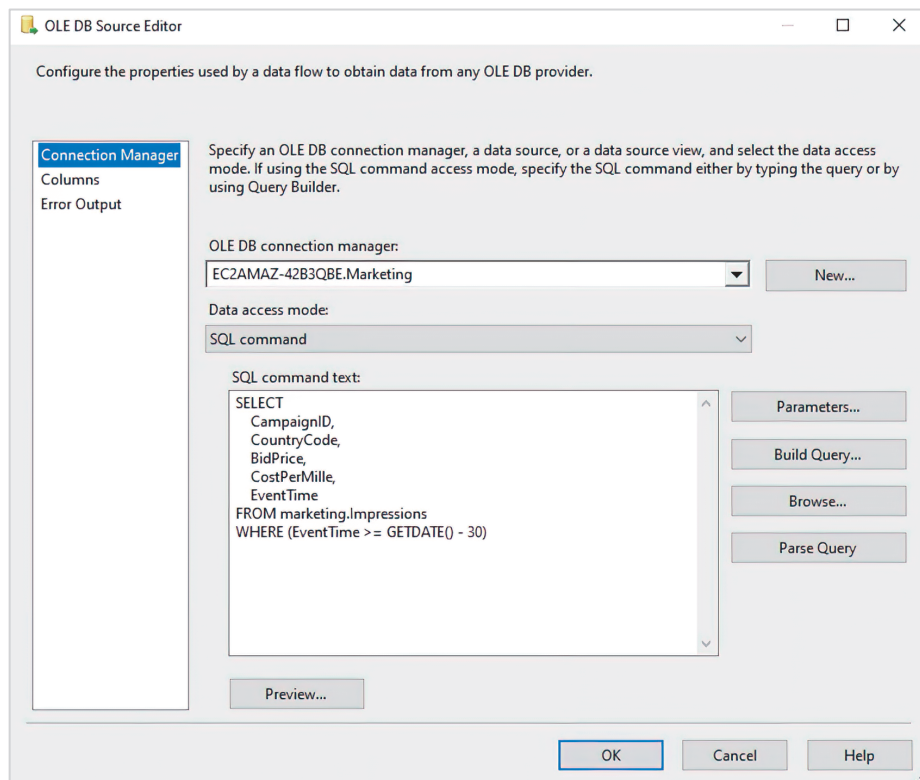 OLE DB Source Editor
Configure the properties used by a data flow to obtain data from any OLE DB provider.
Connection Manager
Columns
Error Output
Specify an OLE DB connection manager, a data source, or a data source view, and select the data access
mode. If using the SQL command access mode, specify the SQL command either by typing the query or by
using Query Builder.
OLE DB connection manager:
EC2AMAZ-42B3QBE.Marketing
New...
Data access mode:
SQL command
SQL command text:
SELECT
CampaignID,
CountryCode,
BidPrice,
CostPerMille,
EventTime
FROM marketing.Impressions
WHERE (EventTime >= GETDATE() - 30)
Parameters...
Build Query...
Browse...
Parse Query
Preview...
OK
Cancel
Help